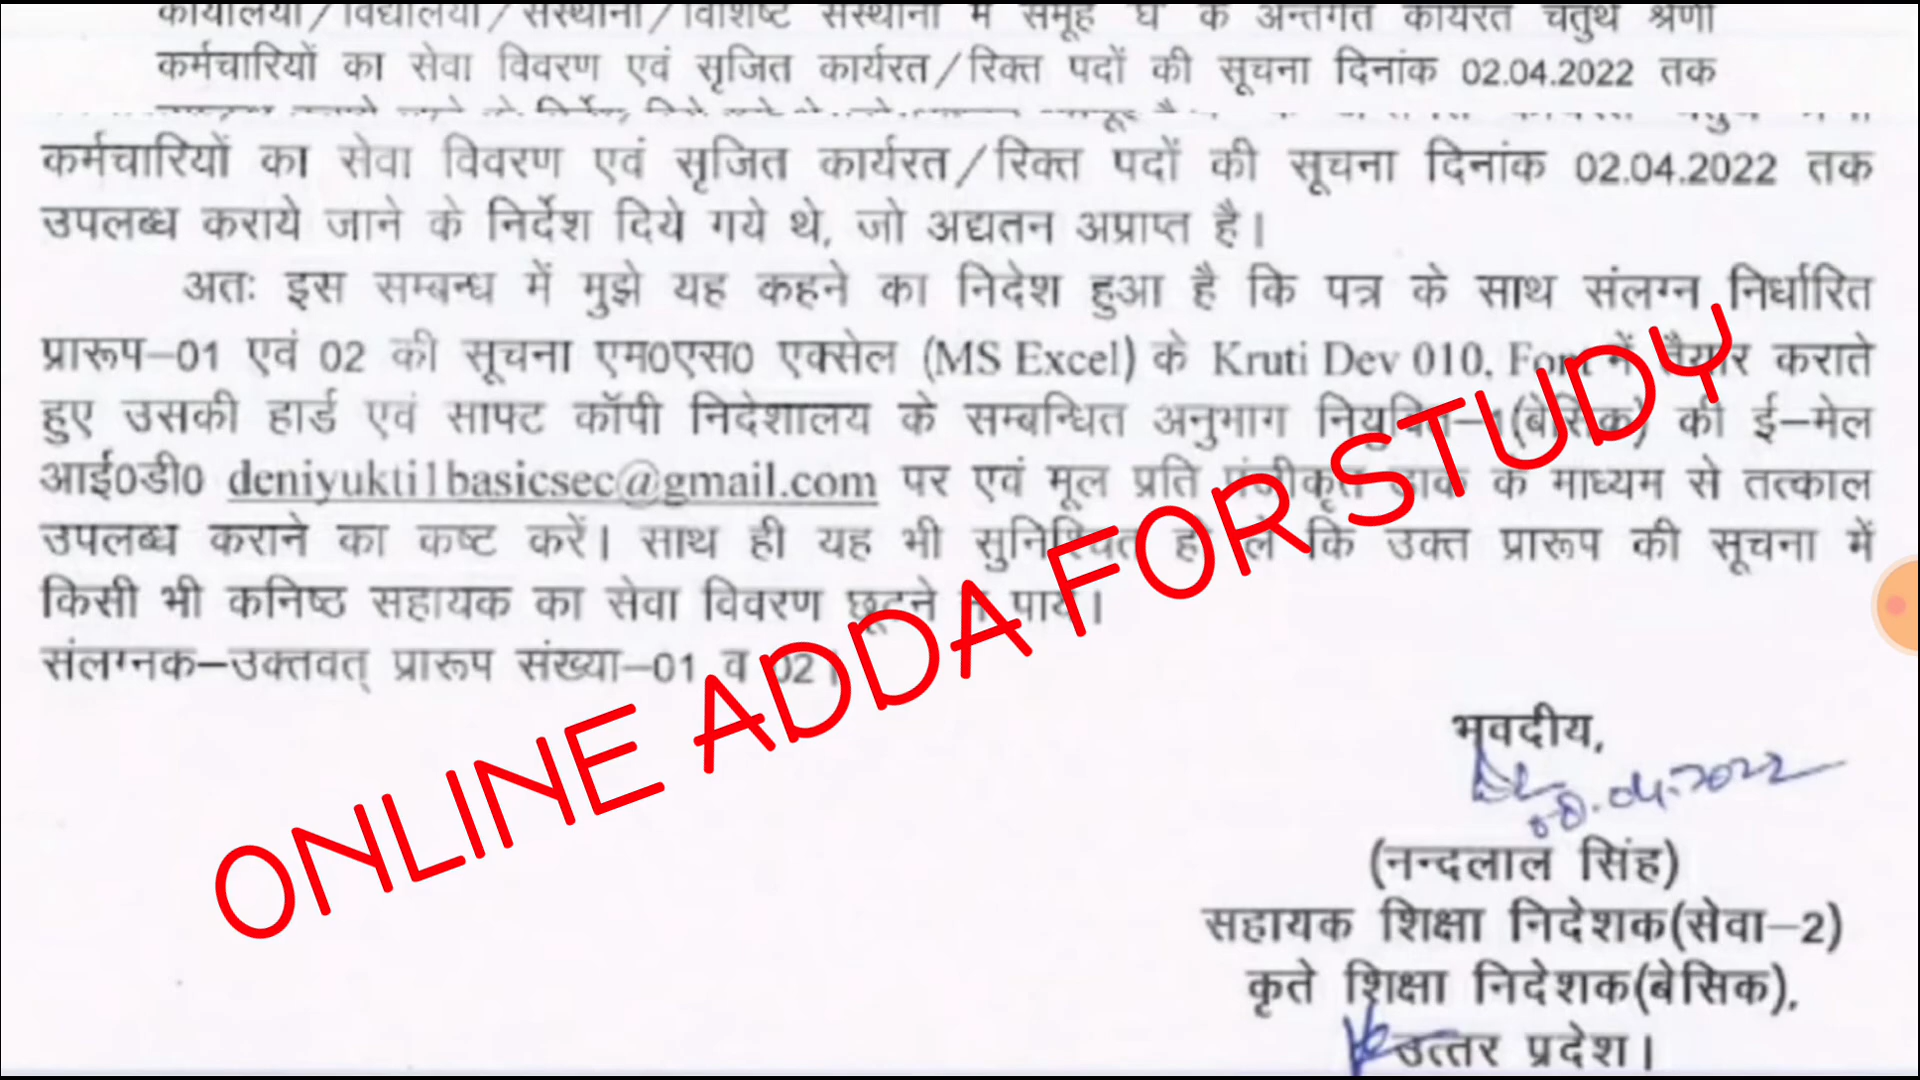 कार्यालयों/विद्यालयों/संस्थानों/विशिष्ट संस्थानों में समूह 'घ' के अन्तर्गत कार्यरत चतुर्थ श्रेणी
कर्मचारियों का सेवा विवरण एवं सृजित कार्यरत/रिक्त पदों की सूचना दिनांक 02.04.2022 तक
कर्मचारियों का सेवा विवरण एवं सृजित कार्यरत/रिक्त पदों की सूचना दिनांक 02.04.2022 तक
उपलब्ध कराये जाने के निर्देश दिये गये थे, जो अद्यतन अप्राप्त है।
अतः इस सम्बन्ध में मुझे यह कहने का निदेश हुआ है कि पत्र के साथ संलग्न निर्धारित
प्रारूप–01 एवं 02 की सूचना एम0एस0 एक्सेल (MS Excel) के Kruti Dev 010, Font में तैयार कराते
हुए उसकी हार्ड एवं साफ्ट कॉपी निदेशालय के सम्बन्धित अनुभाग नियुक्ति–1(बेसिक) की ई–मेल
आई0डी0 deniyukti1basicsec@gmail.com पर एवं मूल प्रति पंजीकृत डाक के माध्यम से तत्काल
उपलब्ध कराने का कष्ट करें। साथ ही यह भी सुनिश्चित हो लें कि उक्त प्रारूप की सूचना में
किसी भी कनिष्ठ सहायक का सेवा विवरण छूटने न पाये।
संलग्नक–उक्तवत् प्रारूप संख्या–01 व 02।
ONLINE ADDA FOR STUDY
भवदीय,
08.04.2022
(नन्दलाल सिंह)
सहायक शिक्षा निदेशक(सेवा–2)
कृते शिक्षा निदेशक(बेसिक),
उत्तर प्रदेश।